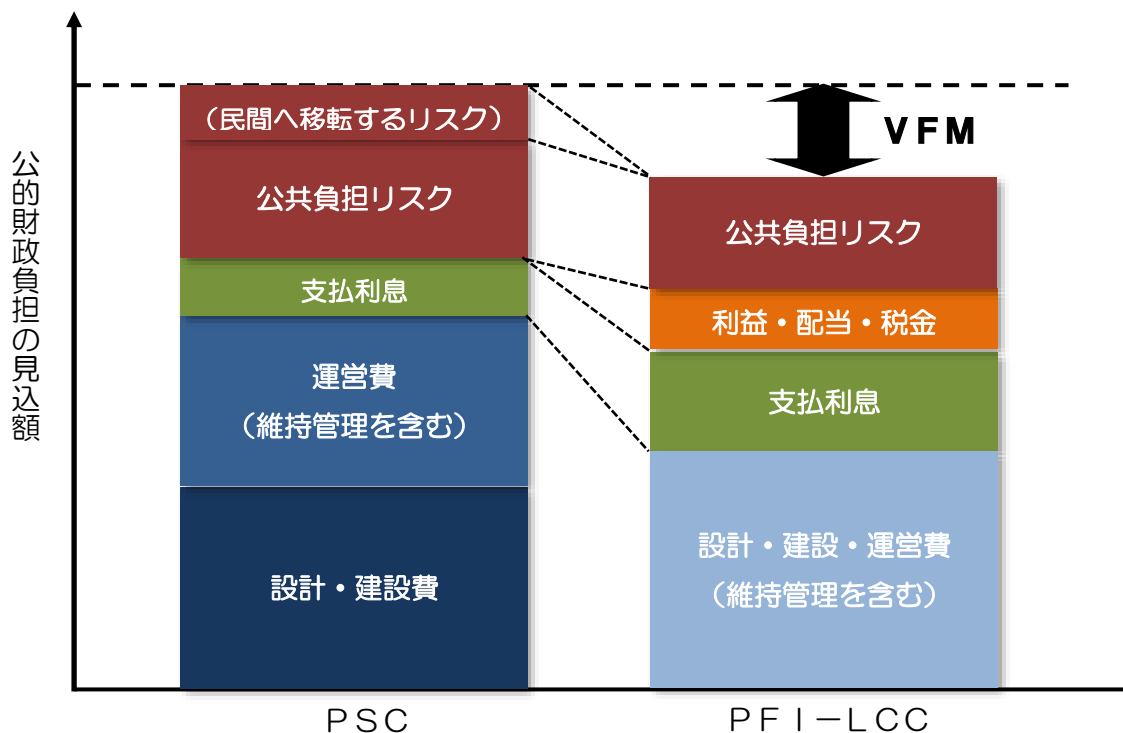 公的財政負担の見込額
(民間へ移転するリスク)
公共負担リスク
支払利息
運営費
(維持管理を含む)
設計・建設費
PSC
VFM
公共負担リスク
利益・配当・税金
支払利息
設計・建設・運営費
(維持管理を含む)
PFI-LCC